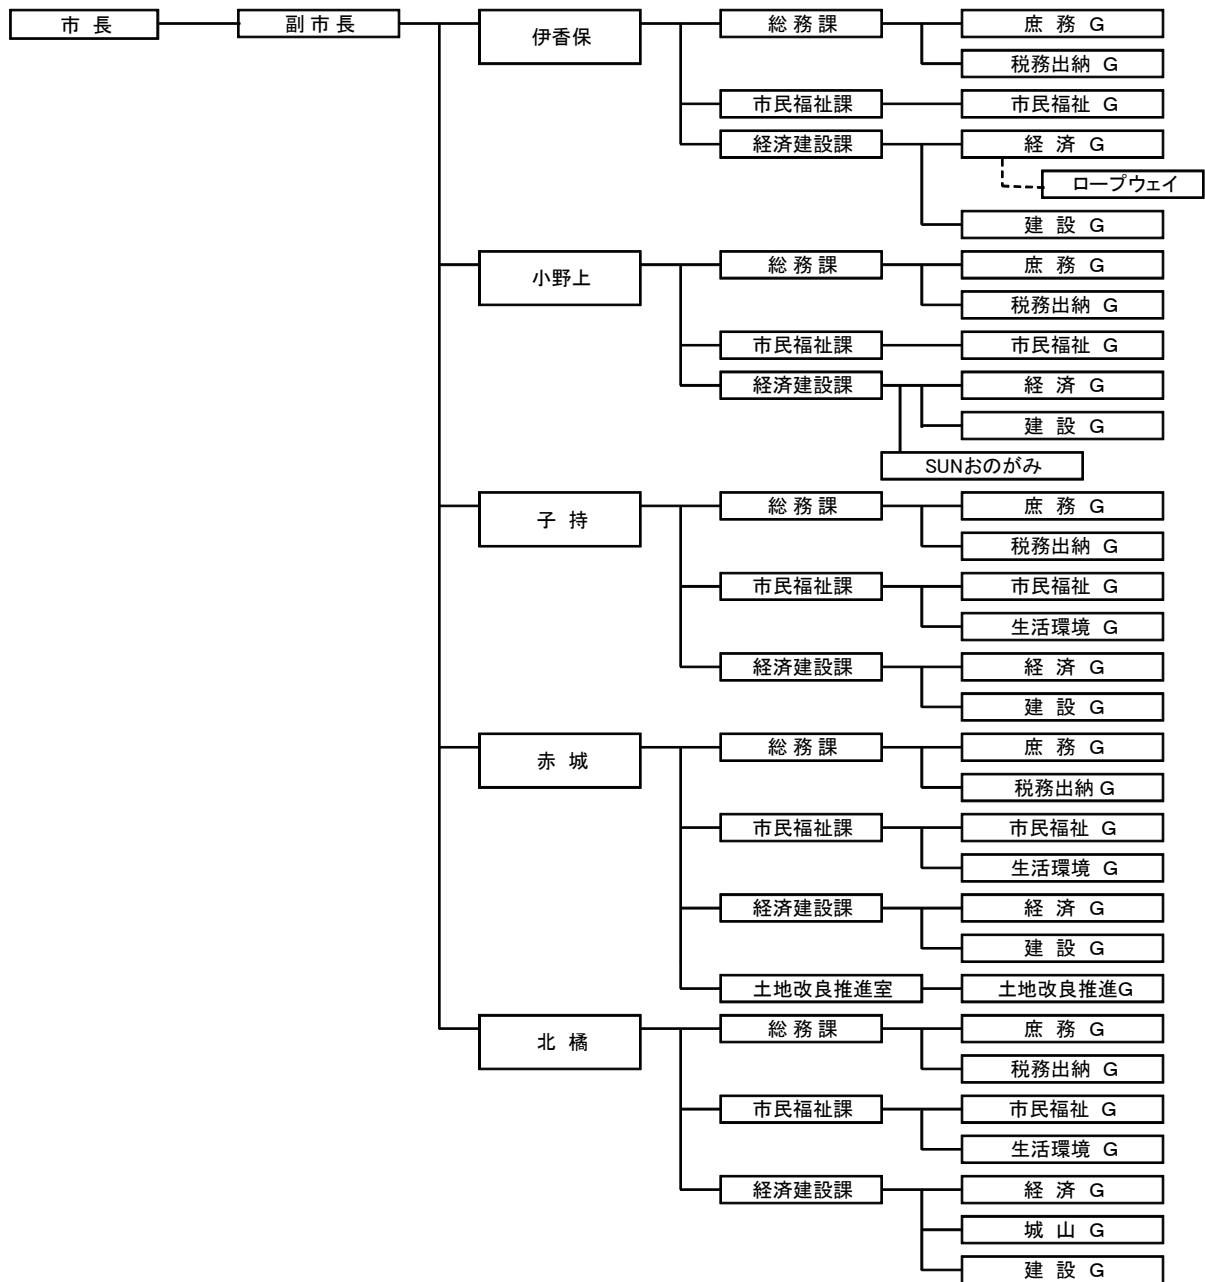 市 長
副 市 長
伊香保
総 務 課
庶 務 G
税務出納 G
市民福祉課
市民福祉 G
経済建設課
経 済 G
ロープウェイ
建 設 G
小野上
総 務 課
庶 務 G
税務出納 G
市民福祉課
市民福祉 G
経済建設課
経 済 G
建 設 G
SUNおのがみ
子 持
総 務 課
庶 務 G
税務出納 G
市民福祉課
市民福祉 G
生活環境 G
経済建設課
経 済 G
建 設 G
赤 城
総 務 課
庶 務 G
税務出納 G
市民福祉課
市民福祉 G
生活環境 G
経済建設課
経 済 G
建 設 G
土地改良推進室
土地改良推進G
北 橘
総 務 課
庶 務 G
税務出納 G
市民福祉課
市民福祉 G
生活環境 G
経済建設課
経 済 G
城 山 G
建 設 G